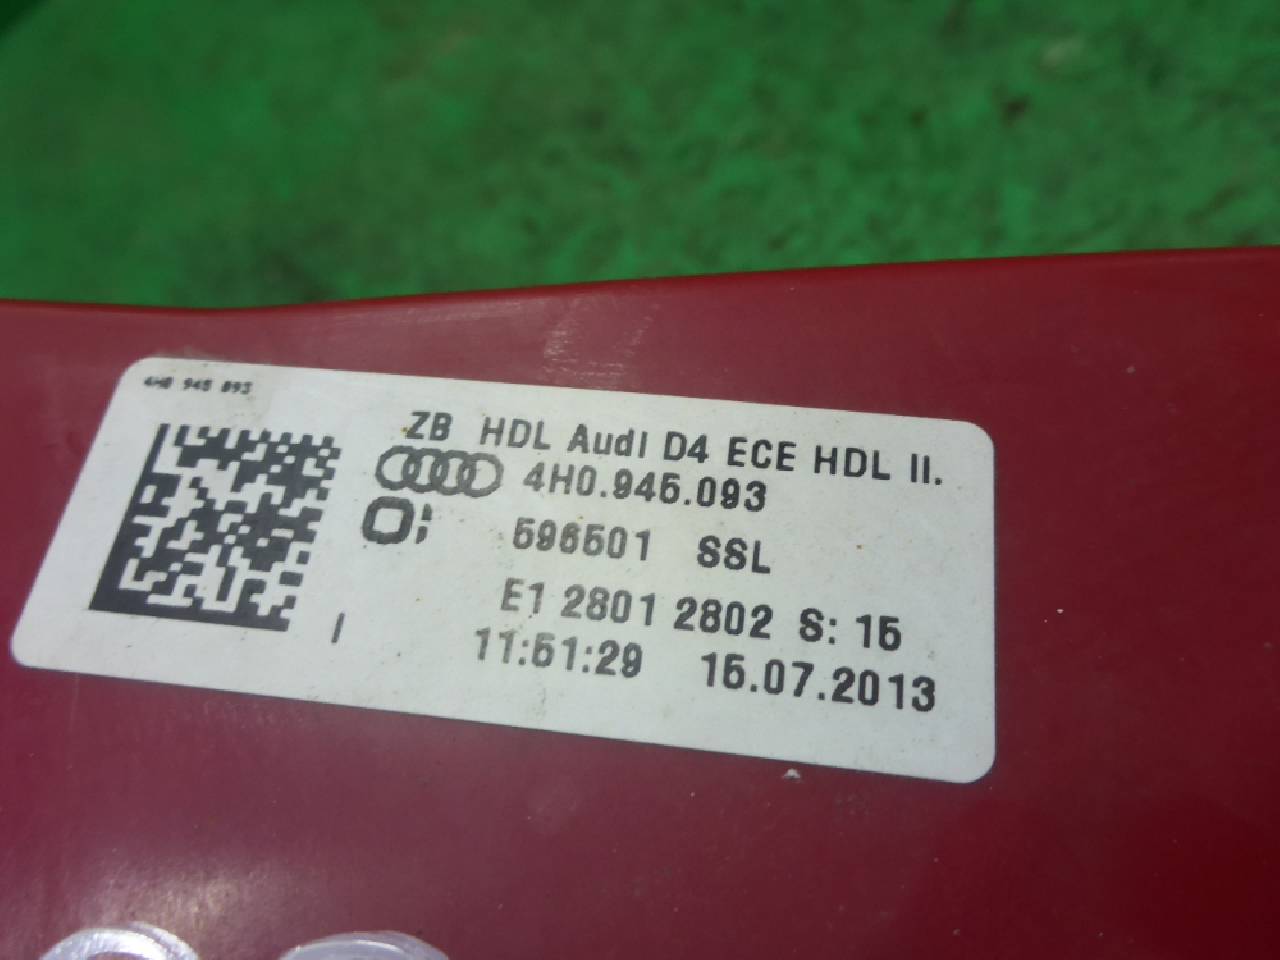 4H0 945 093
ZB HDL Audi D4 ECE HDL II.
4H0.945.093
596501 SSL
E1 2801 2802 S: 15
11:51:29 15.07.2013